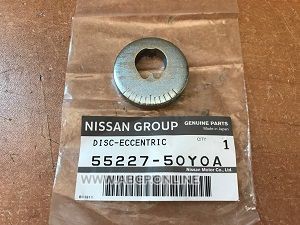 NISSAN GROUP
GENUINE PARTS
Made in Japan
DISC-ECCENTRIC
QTY
1
55227-50Y0A
Nissan Motor Co., Ltd.